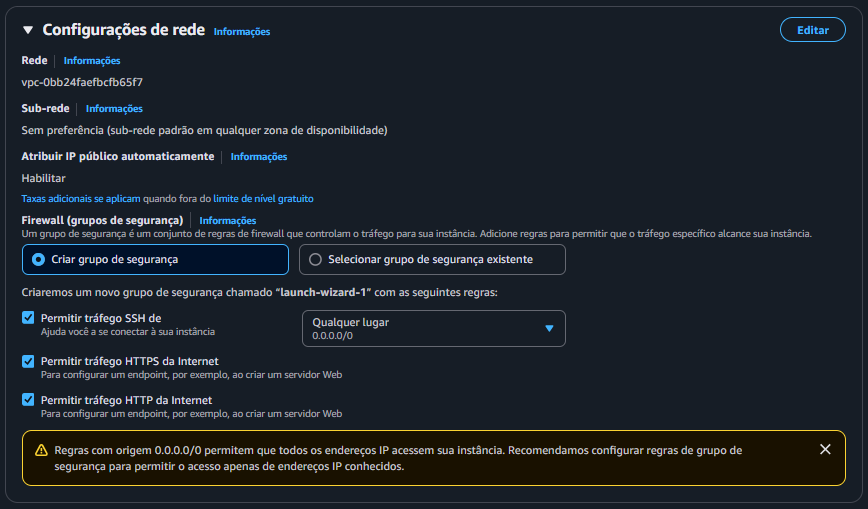 Configurações de rede Informações Editar
Rede Informações
vpc-0bb24faefbcfb65f7
Sub-rede Informações
Sem preferência (sub-rede padrão em qualquer zona de disponibilidade)
Atribuir IP público automaticamente Informações
Habilitar
Taxas adicionais se aplicam quando fora do limite de nível gratuito
Firewall (grupos de segurança) Informações
Um grupo de segurança é um conjunto de regras de firewall que controlam o tráfego para sua instância. Adicione regras para permitir que o tráfego específico alcance sua instância.
Criar grupo de segurança Selecionar grupo de segurança existente
Criaremos um novo grupo de segurança chamado “launch-wizard-1” com as seguintes regras:
Permitir tráfego SSH de
Ajuda você a se conectar à sua instância
Qualquer lugar
0.0.0.0/0
Permitir tráfego HTTPS da Internet
Para configurar um endpoint, por exemplo, ao criar um servidor Web
Permitir tráfego HTTP da Internet
Para configurar um endpoint, por exemplo, ao criar um servidor Web
Regras com origem 0.0.0.0/0 permitem que todos os endereços IP acessem sua instância. Recomendamos configurar regras de grupo de
segurança para permitir o acesso apenas de endereços IP conhecidos.